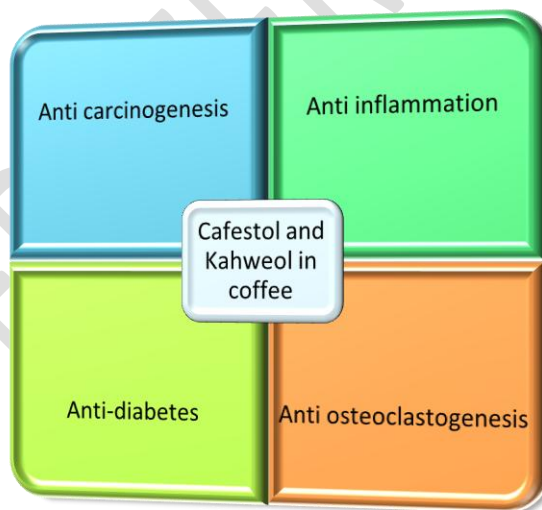 Anti carcinogenesis
Anti inflammation
Cafestol and
Kahweol in
coffee
Anti-diabetes
Anti osteoclastogenesis